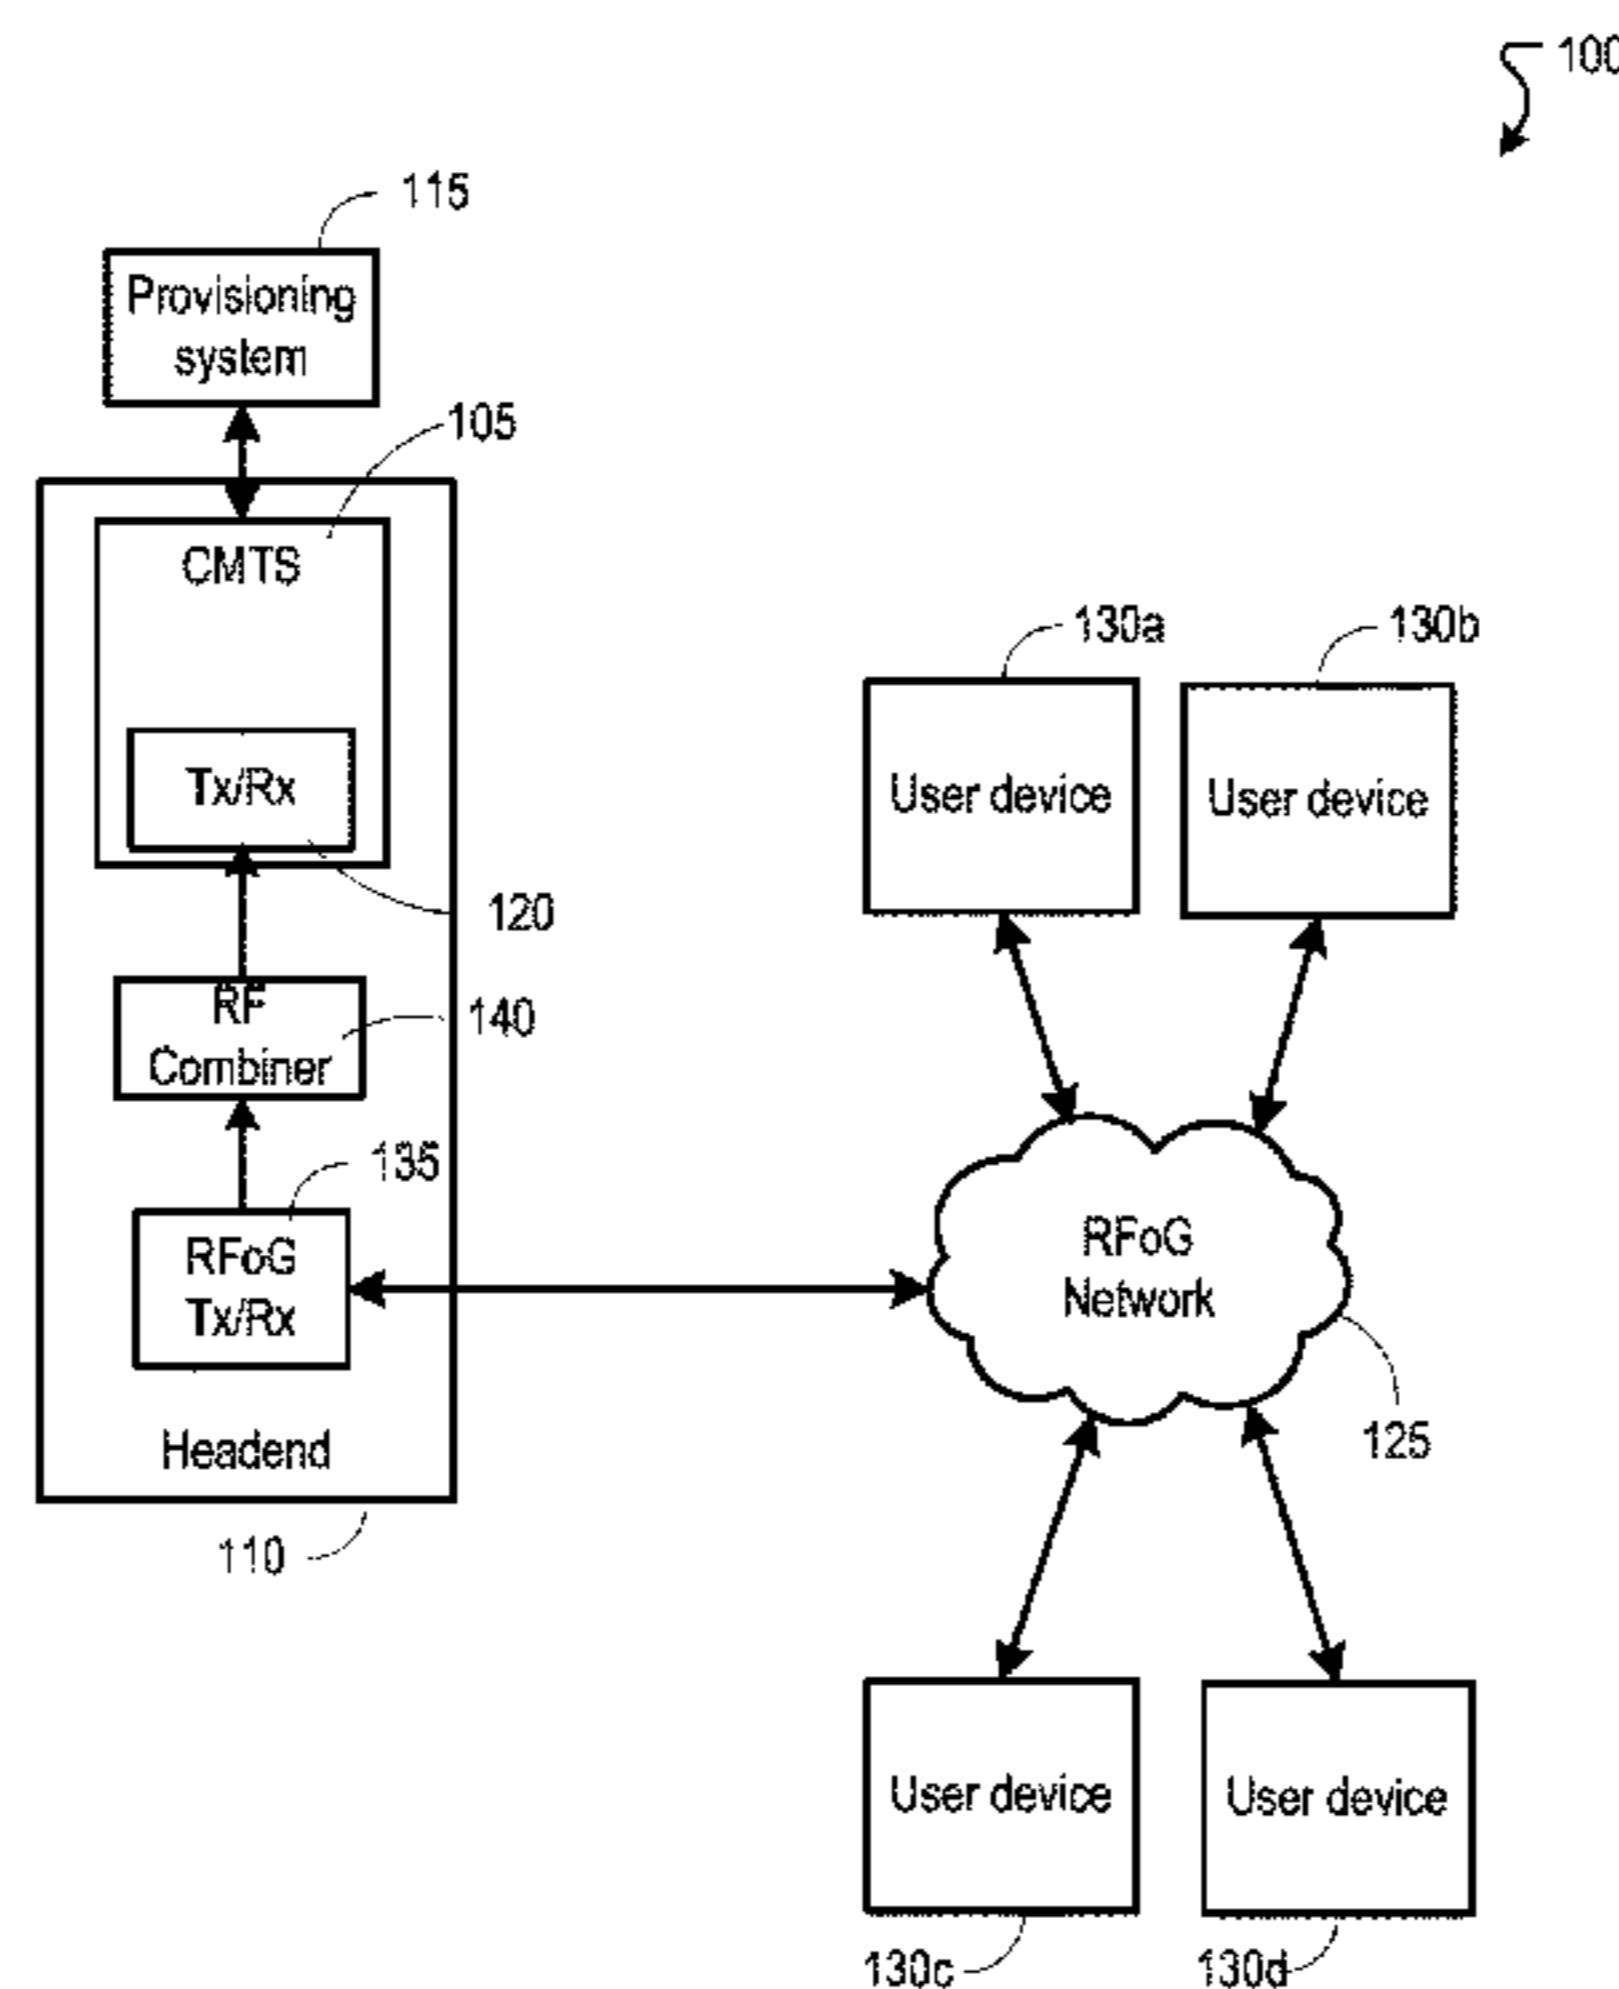 100
115
Provisioning
system
105
CMTS
130a
130b
Tx/Rx
User device
User device
120
RF
Combiner
140
135
RFoG
Tx/Rx
RFoG
Network
Headend
125
110
User device
User device
130c
130d